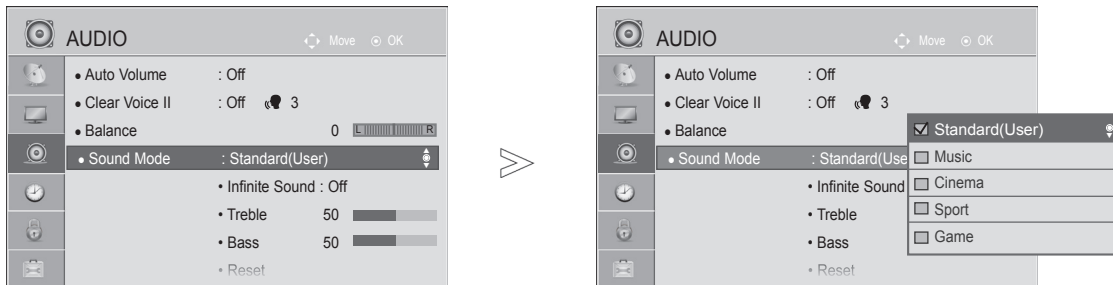 AUDIO
Move OK
• Auto Volume : Off
• Clear Voice II : Off 3
• Balance 0 L R
• Sound Mode : Standard(User)
• Infinite Sound : Off
• Treble 50
• Bass 50
• Reset
AUDIO
Move OK
• Auto Volume : Off
• Clear Voice II : Off 3
• Balance
• Sound Mode : Standard(Use
• Infinite Sound
• Treble
• Bass
• Reset
Standard(User)
Music
Cinema
Sport
Game